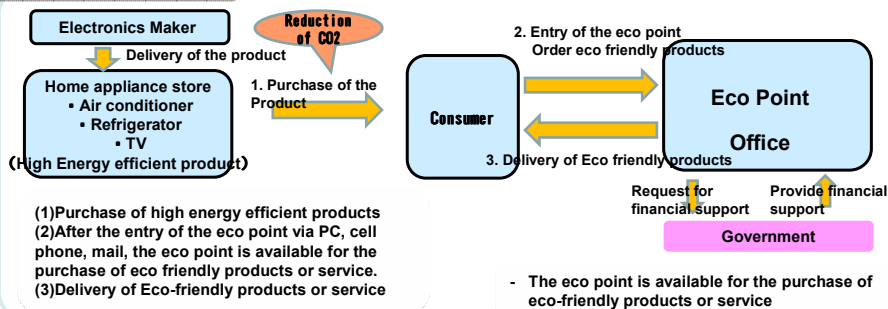 Electronics Maker
Delivery of the product
Home appliance store
▪ Air conditioner
▪ Refrigerator
▪ TV
(High Energy efficient product)
Reduction
of CO2
1. Purchase of the
Product
Consumer
2. Entry of the eco point
Order eco friendly products
3. Delivery of Eco friendly products
Eco Point
Office
Request for
financial support
Provide financial
support
Government
(1)Purchase of high energy efficient products
(2)After the entry of the eco point via PC, cell
phone, mail, the eco point is available for the
purchase of eco friendly products or service.
(3)Delivery of Eco-friendly products or service
- The eco point is available for the purchase of
eco-friendly products or service